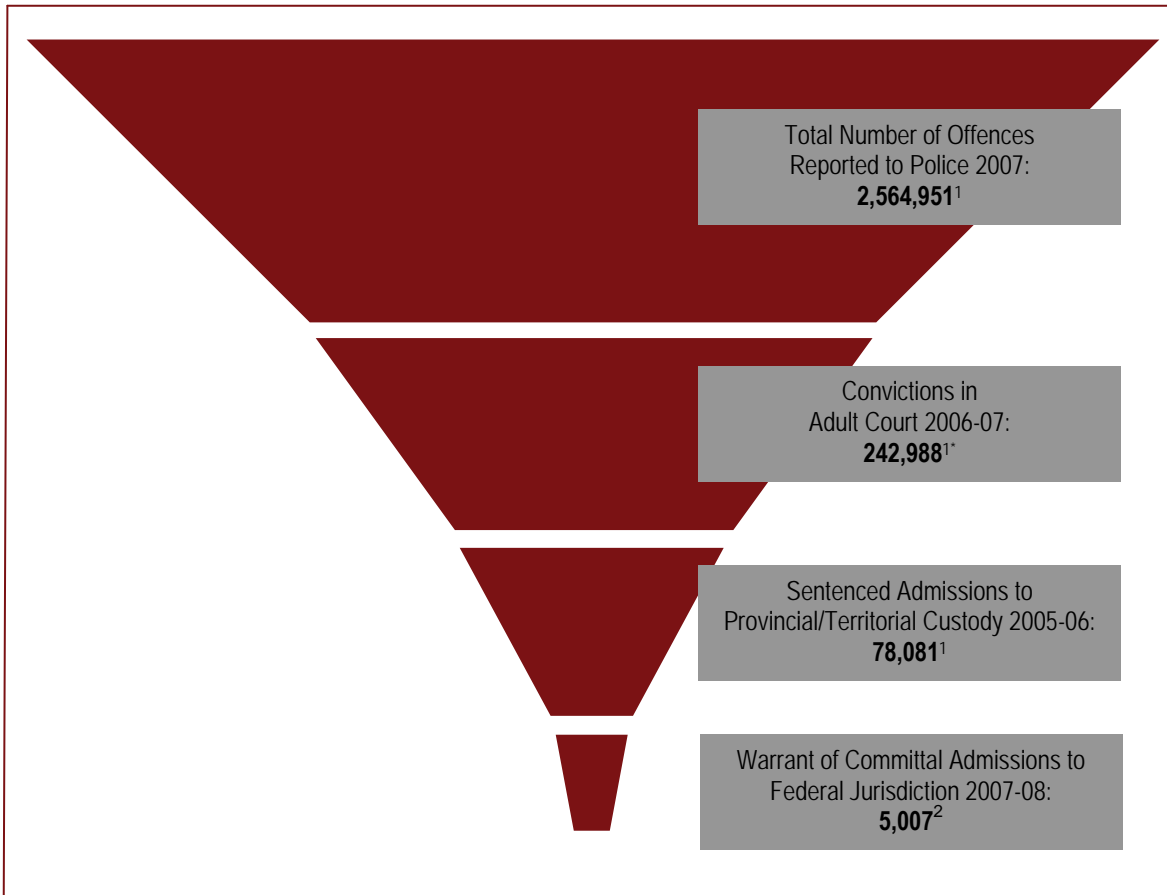 Total Number of Offences
Reported to Police 2007:
2,564,951¹
Convictions in
Adult Court 2006-07:
242,988¹*
Sentenced Admissions to
Provincial/Territorial Custody 2005-06:
78,081¹
Warrant of Committal Admissions to
Federal Jurisdiction 2007-08:
5,007²